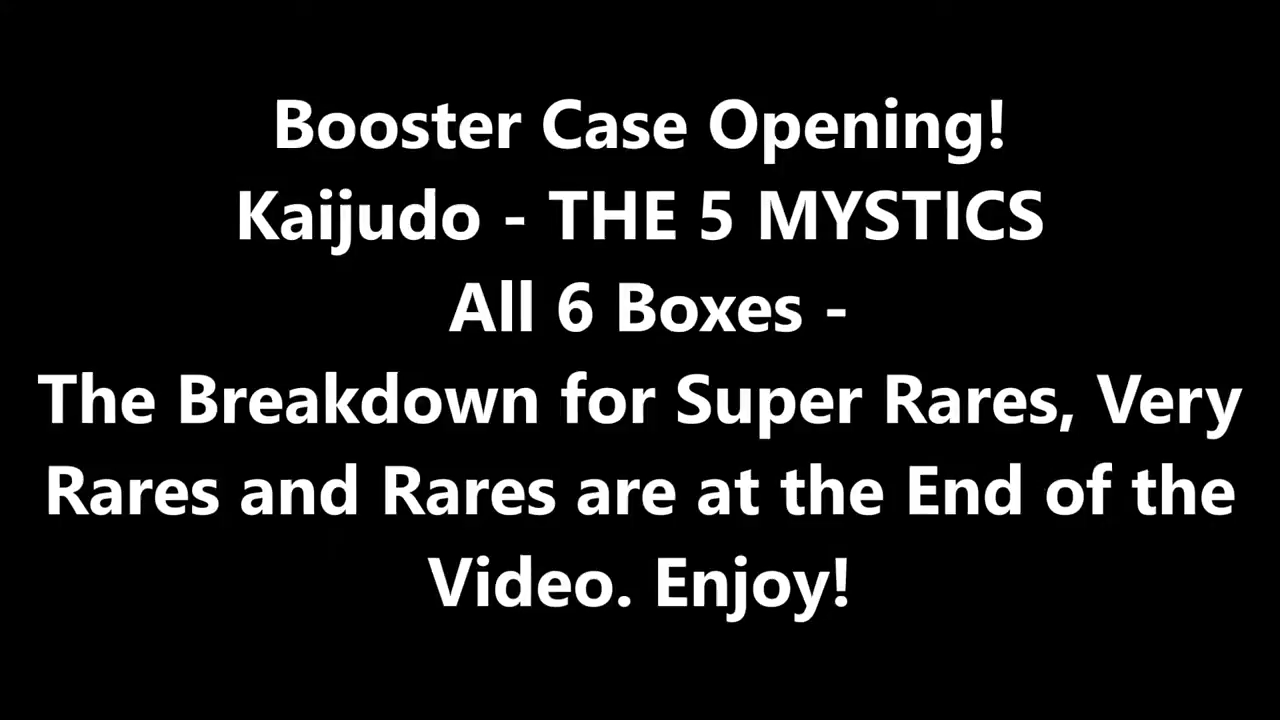 Booster Case Opening!
Kaijudo - THE 5 MYSTICS
All 6 Boxes -
The Breakdown for Super Rares, Very
Rares and Rares are at the End of the
Video. Enjoy!